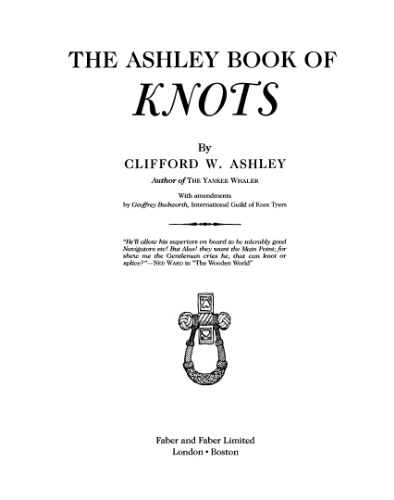 THE ASHLEY BOOK OF
KNOTS
By
CLIFFORD W. ASHLEY
Author of THE YANKEE WHALER
With amendments
by Geoffrey Budworth, International Guild of Knot Tyers
"He'll allow his superiors on board to be tolerably good
Navigators etc! But Alas! they want the Main Point; for
shew me the Gentleman cries he, that can knot or
splice?"—NED WARD in "The Wooden World"
Faber and Faber Limited
London • Boston